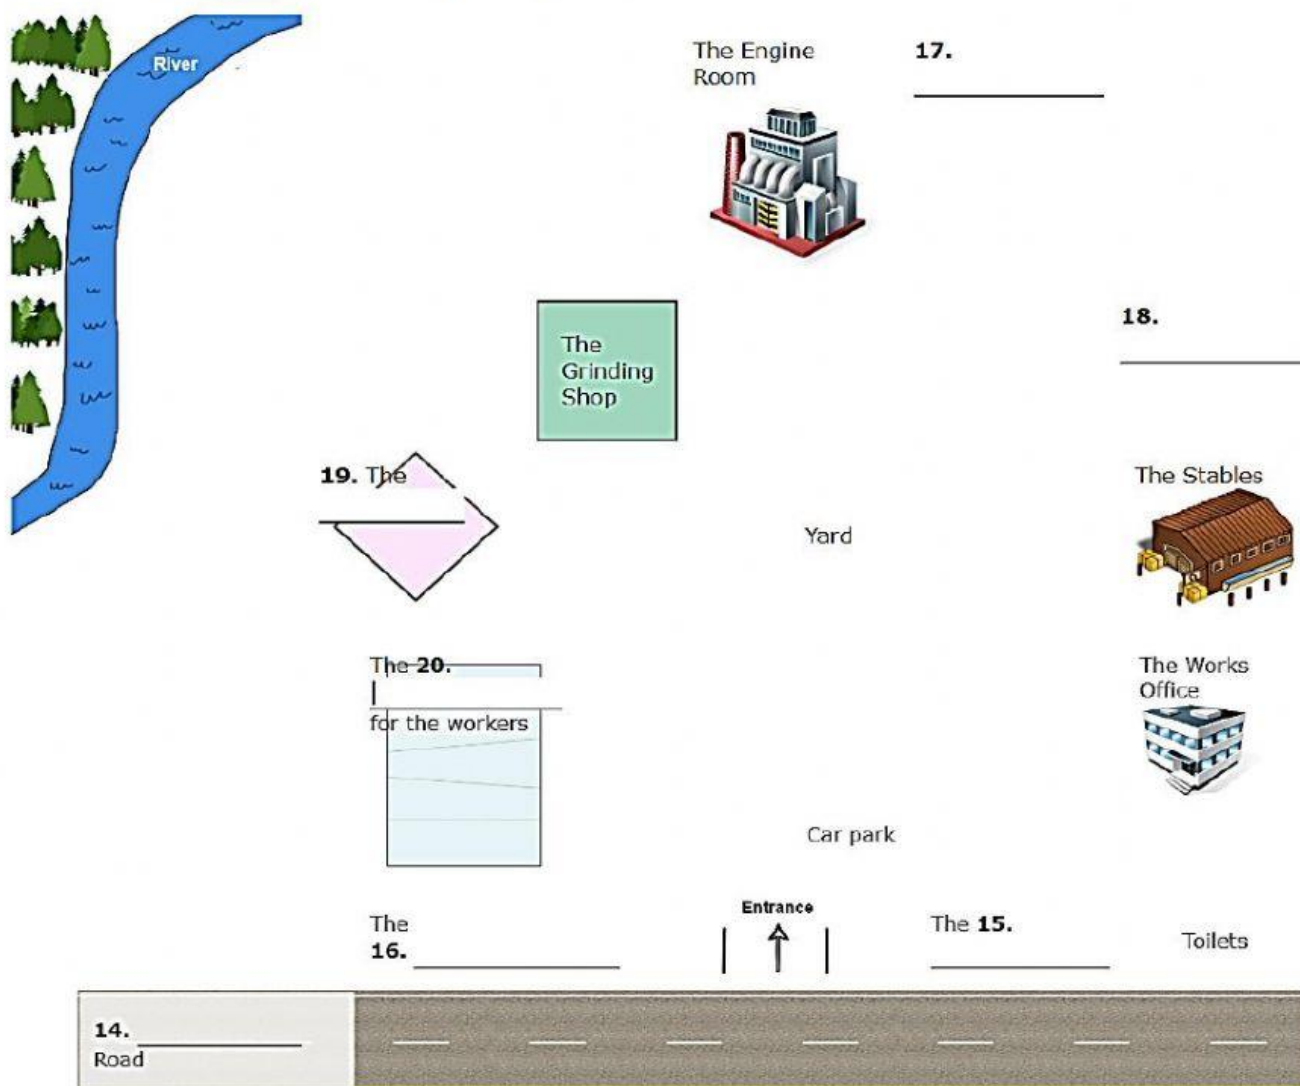 River
The Engine
Room
17.
The
Grinding
Shop
18.
19. The
Yard
The Stables
The 20.
for the workers
The Works
Office
Car park
Entrance
The
16.
The 15.
Toilets
14.
Road